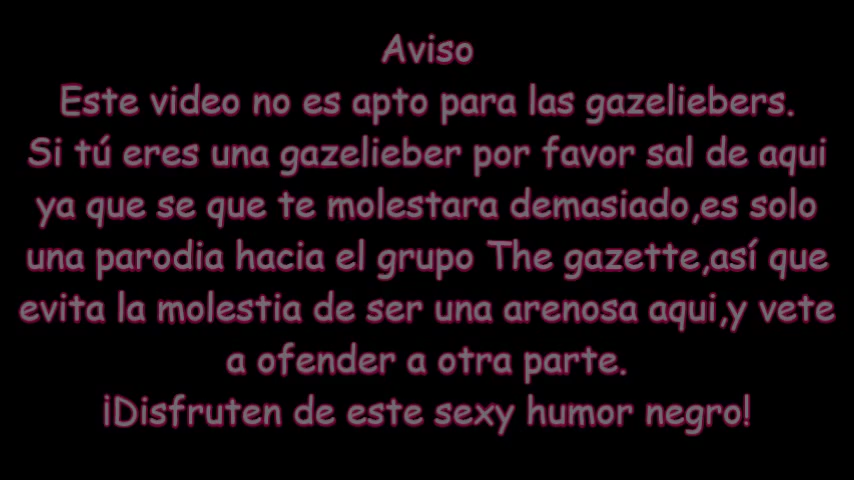 Aviso
Este video no es apto para las gazeliebers.
Si tú eres una gazelieber por favor sal de aqui
ya que se que te molestara demasiado,es solo
una parodia hacia el grupo The gazette,así que
evita la molestia de ser una arenosa aqui,y vete
a ofender a otra parte.
¡Disfruten de este sexy humor negro!